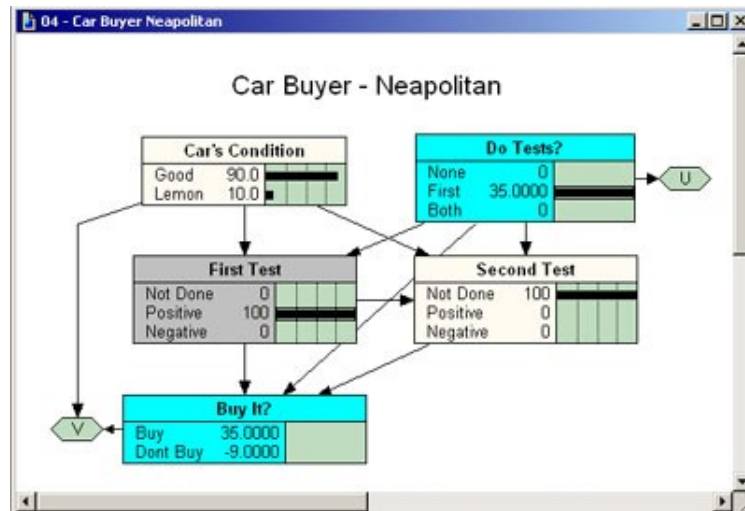 04 - Car Buyer Neapolitan
Car Buyer - Neapolitan
Car's Condition
Good 90.0
Lemon 10.0
Do Tests?
None 0
First 35.0000
Both 0
U
First Test
Not Done 0
Positive 100
Negative 0
Second Test
Not Done 100
Positive 0
Negative 0
Buy It?
Buy 35.0000
Dont Buy -9.0000
V